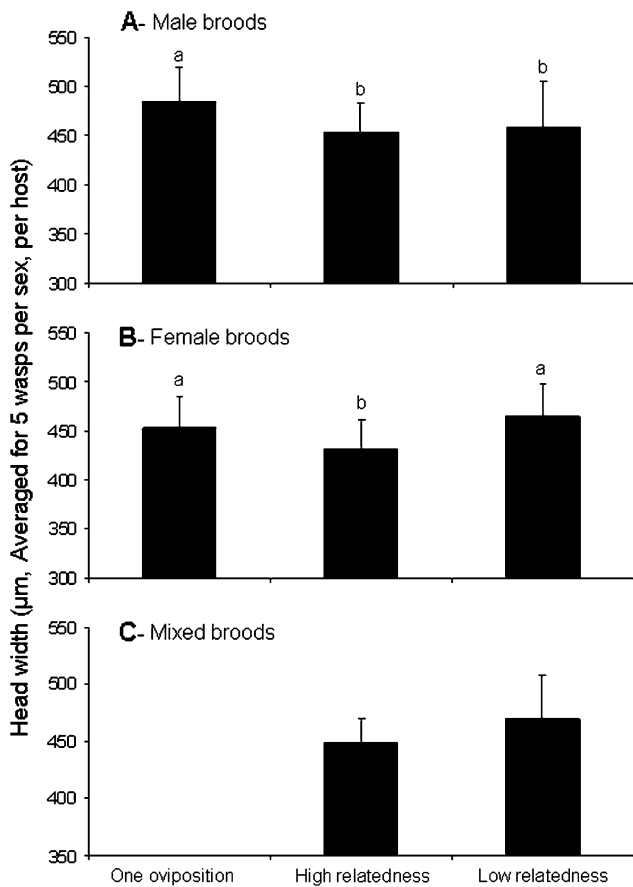 Head width (µm, Averaged for 5 wasps per sex, per host)
A- Male broods
550
500
450
400
350
300
a
b
b
B- Female broods
550
500
450
400
350
300
a
b
a
C- Mixed broods
550
500
450
400
350
One oviposition
High relatedness
Low relatedness